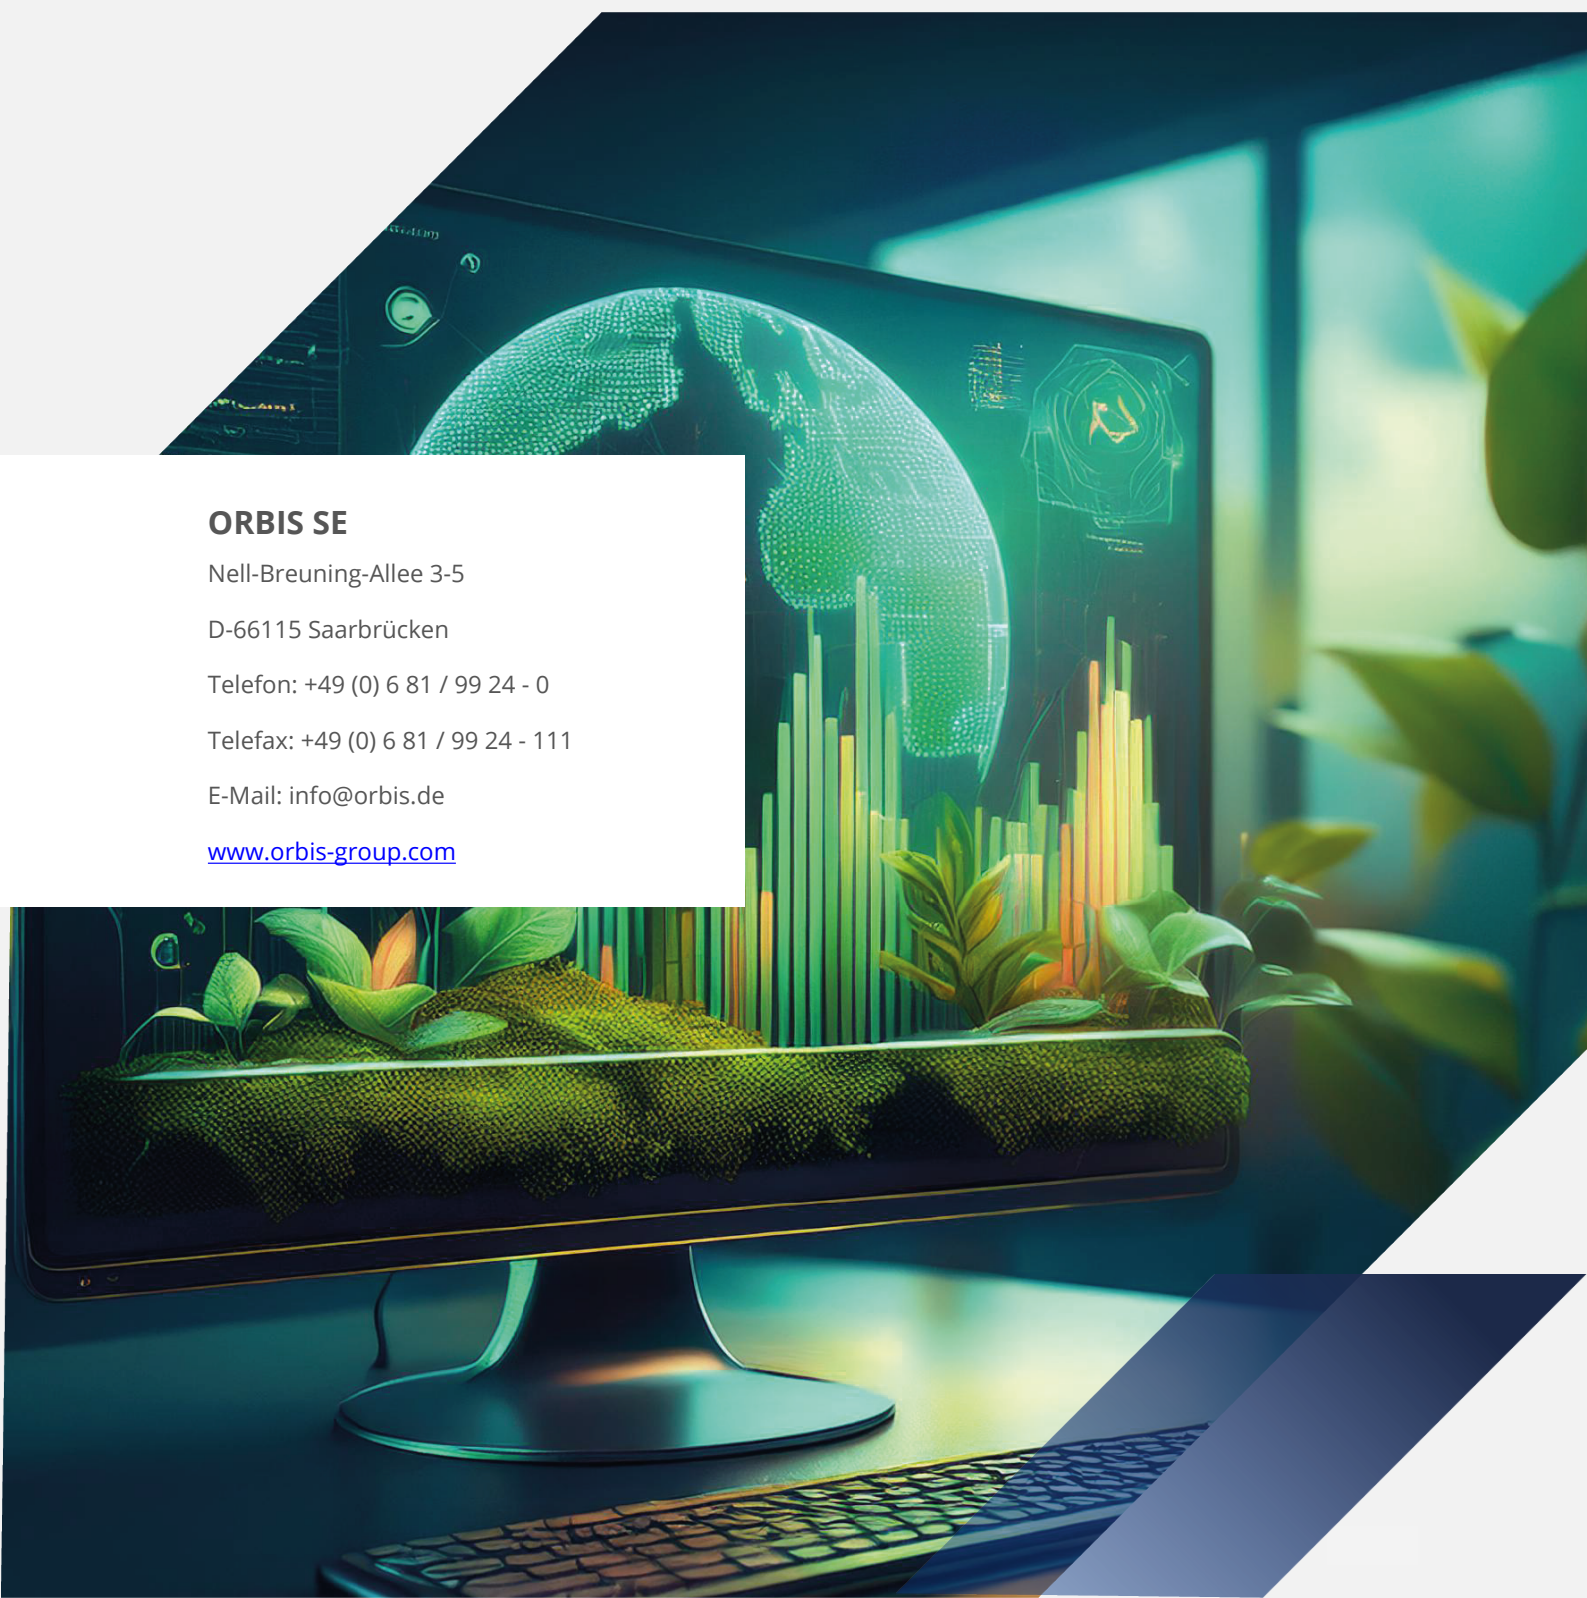 ORBIS SE
Nell-Breuning-Allee 3-5
D-66115 Saarbrücken
Telefon: +49 (0) 6 81 / 99 24 - 0
Telefax: +49 (0) 6 81 / 99 24 - 111
E-Mail: info@orbis.de
www.orbis-group.com